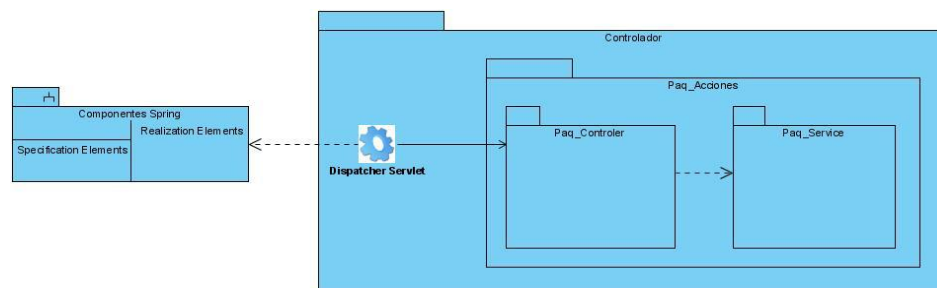 Controlador
Paq_Acciones
Componentes Spring
Realization Elements
Specification Elements
Paq_Controler
Paq_Service
Dispatcher Servlet